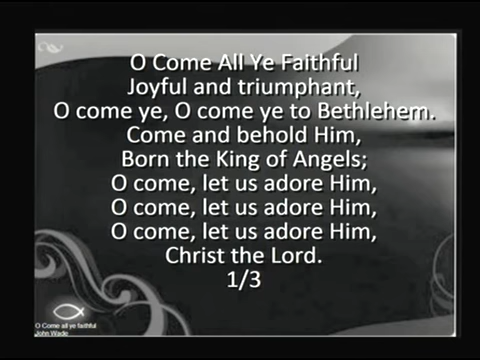 O Come All Ye Faithful
Joyful and triumphant,
O come ye, O come ye to Bethlehem.
Come and behold Him,
Born the King of Angels;
O come, let us adore Him,
O come, let us adore Him,
O come, let us adore Him,
Christ the Lord.
1/3
O Come all ye faithful
John Wade